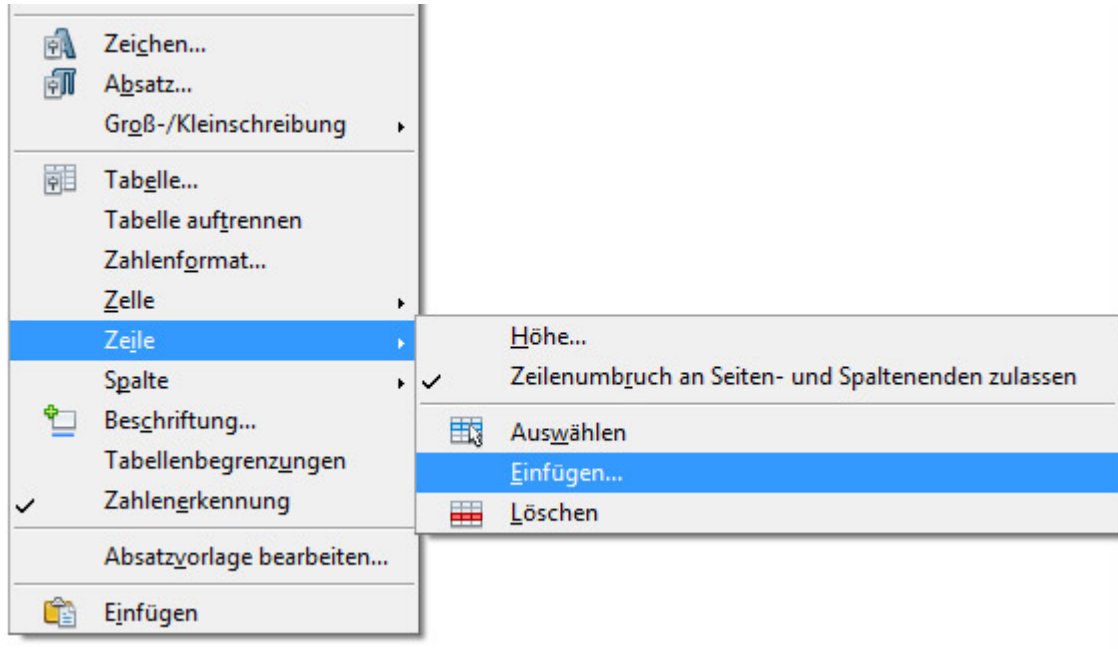 Zeichen...
Absatz...
Groß-/Kleinschreibung
Tabelle...
Tabelle auftrennen
Zahlenformat...
Zelle
Zeile
Spalte
Beschriftung...
Tabellenbegrenzungen
Zahlenerkennung
Absatzvorlage bearbeiten...
Einfügen
Höhe...
Zeilenumbruch an Seiten- und Spaltenenden zulassen
Auswählen
Einfügen...
Löschen